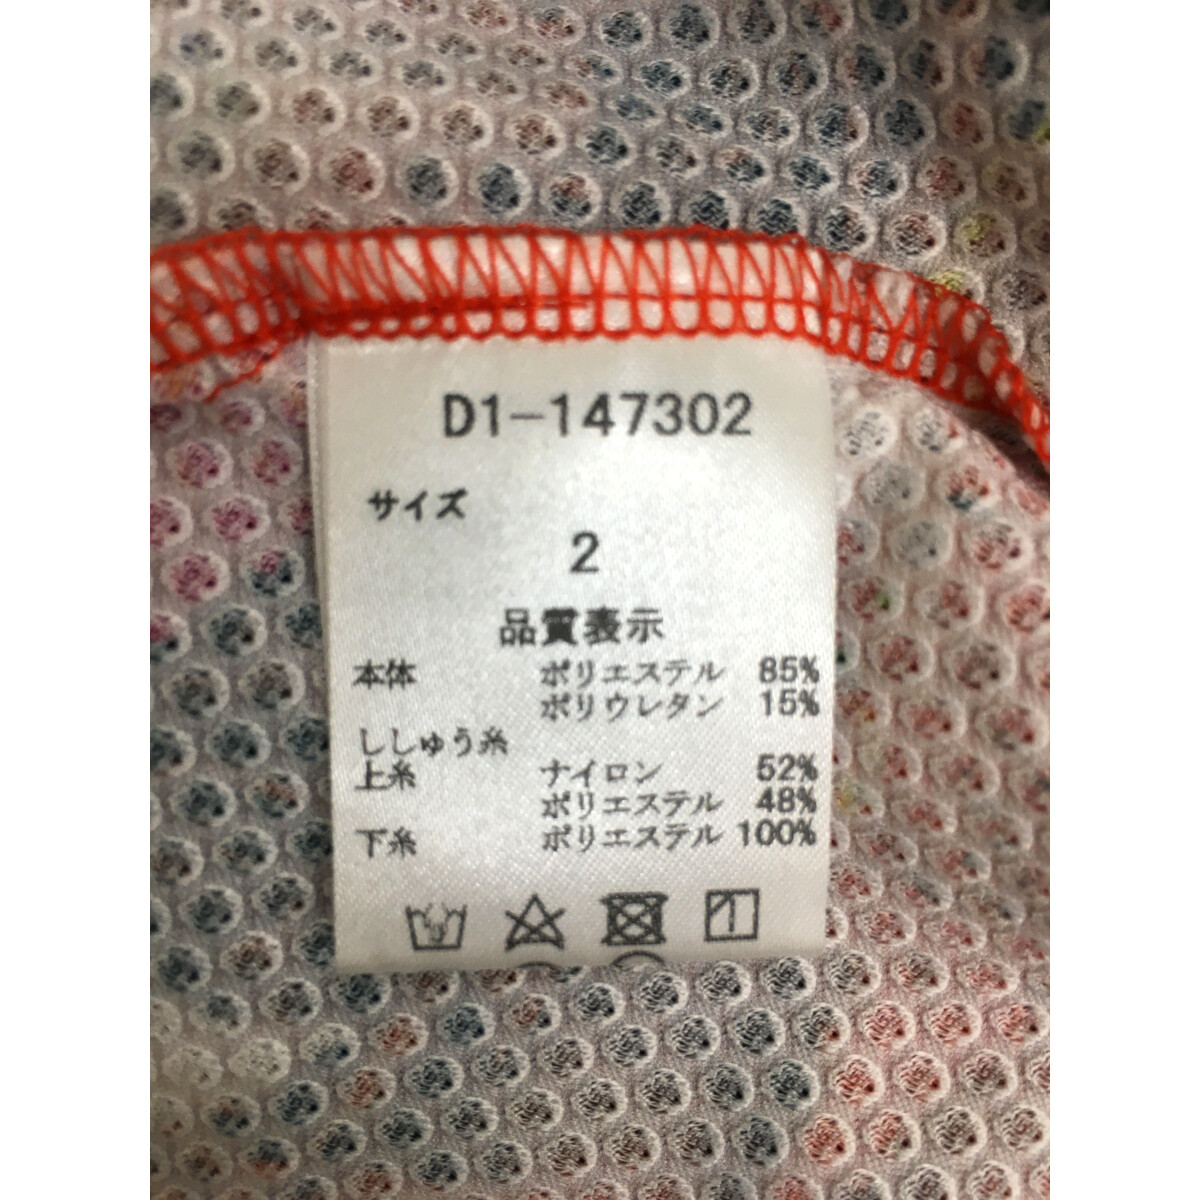 D1-147302
サイズ
2
品質表示
本体 ポリエステル 85%
ポリウレタン 15%
ししゅう糸
上糸 ナイロン 52%
ポリエステル 48%
下糸 ポリエステル 100%